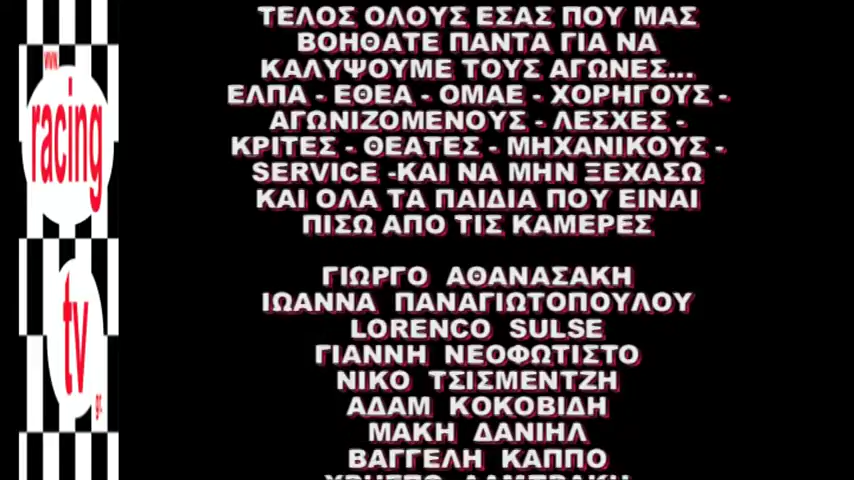 ΤΕΛΟΣ ΟΛΟΥΣ ΕΣΑΣ ΠΟΥ ΜΑΣ
ΒΟΗΘΑΤΕ ΠΑΝΤΑ ΓΙΑ ΝΑ
ΚΑΛΥΨΟΥΜΕ ΤΟΥΣ ΑΓΩΝΕΣ...
ΕΛΠΑ - ΕΘΕΑ - ΟΜΑΕ - ΧΟΡΗΓΟΥΣ -
ΑΓΩΝΙΖΟΜΕΝΟΥΣ - ΛΕΣΧΕΣ -
ΚΡΙΤΕΣ - ΘΕΑΤΕΣ - ΜΗΧΑΝΙΚΟΥΣ -
SERVICE -ΚΑΙ ΝΑ ΜΗΝ ΞΕΧΑΣΩ
ΚΑΙ ΟΛΑ ΤΑ ΠΑΙΔΙΑ ΠΟΥ ΕΙΝΑΙ
ΠΙΣΩ ΑΠΟ ΤΙΣ ΚΑΜΕΡΕΣ
ΓΙΩΡΓΟ ΑΘΑΝΑΣΑΚΗ
ΙΩΑΝΝΑ ΠΑΝΑΓΙΩΤΟΠΟΥΛΟΥ
LORENCO SULSE
ΓΙΑΝΝΗ ΝΕΟΦΩΤΙΣΤΟ
ΝΙΚΟ ΤΣΙΣΜΕΝΤΖΗ
ΑΔΑΜ ΚΟΚΟΒΙΔΗ
ΜΑΚΗ ΔΑΝΙΗΛ
ΒΑΓΓΕΛΗ ΚΑΠΠΟ
www.
racing
tv
.gr